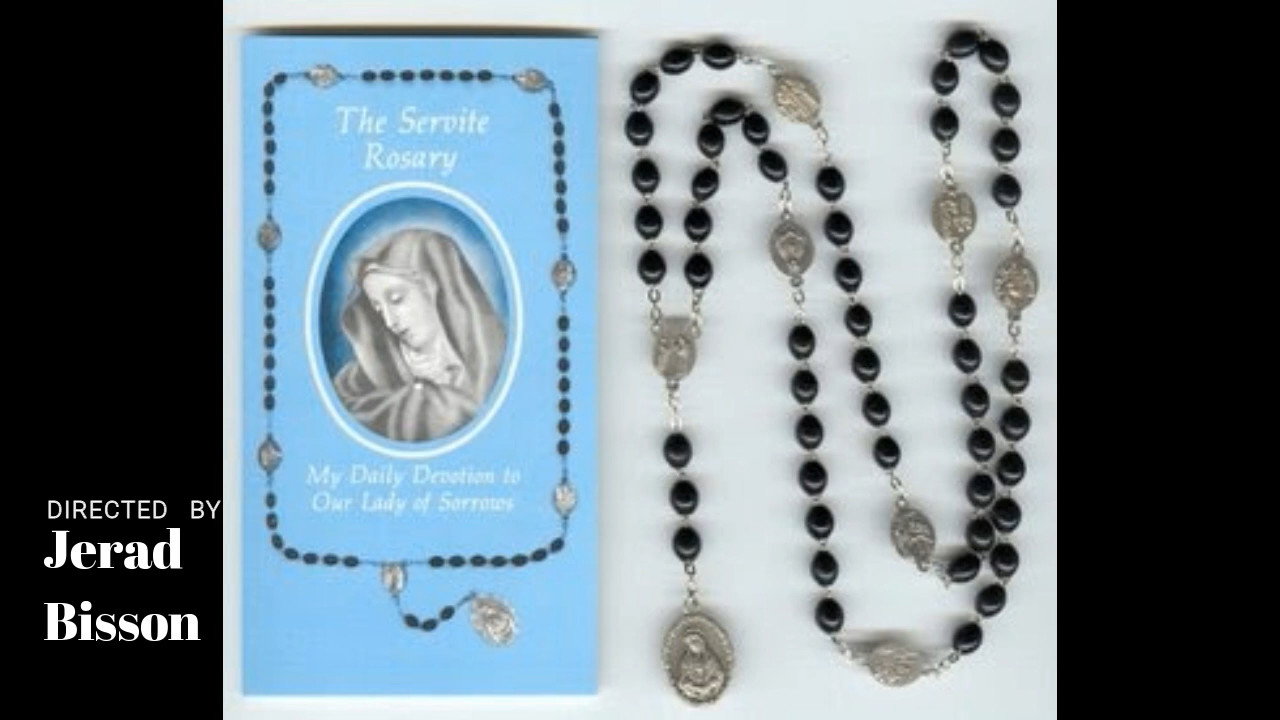 The Servite
Rosary
My Daily Devotion to
Our Lady of Sorrows
DIRECTED BY
Jerad
Bisson